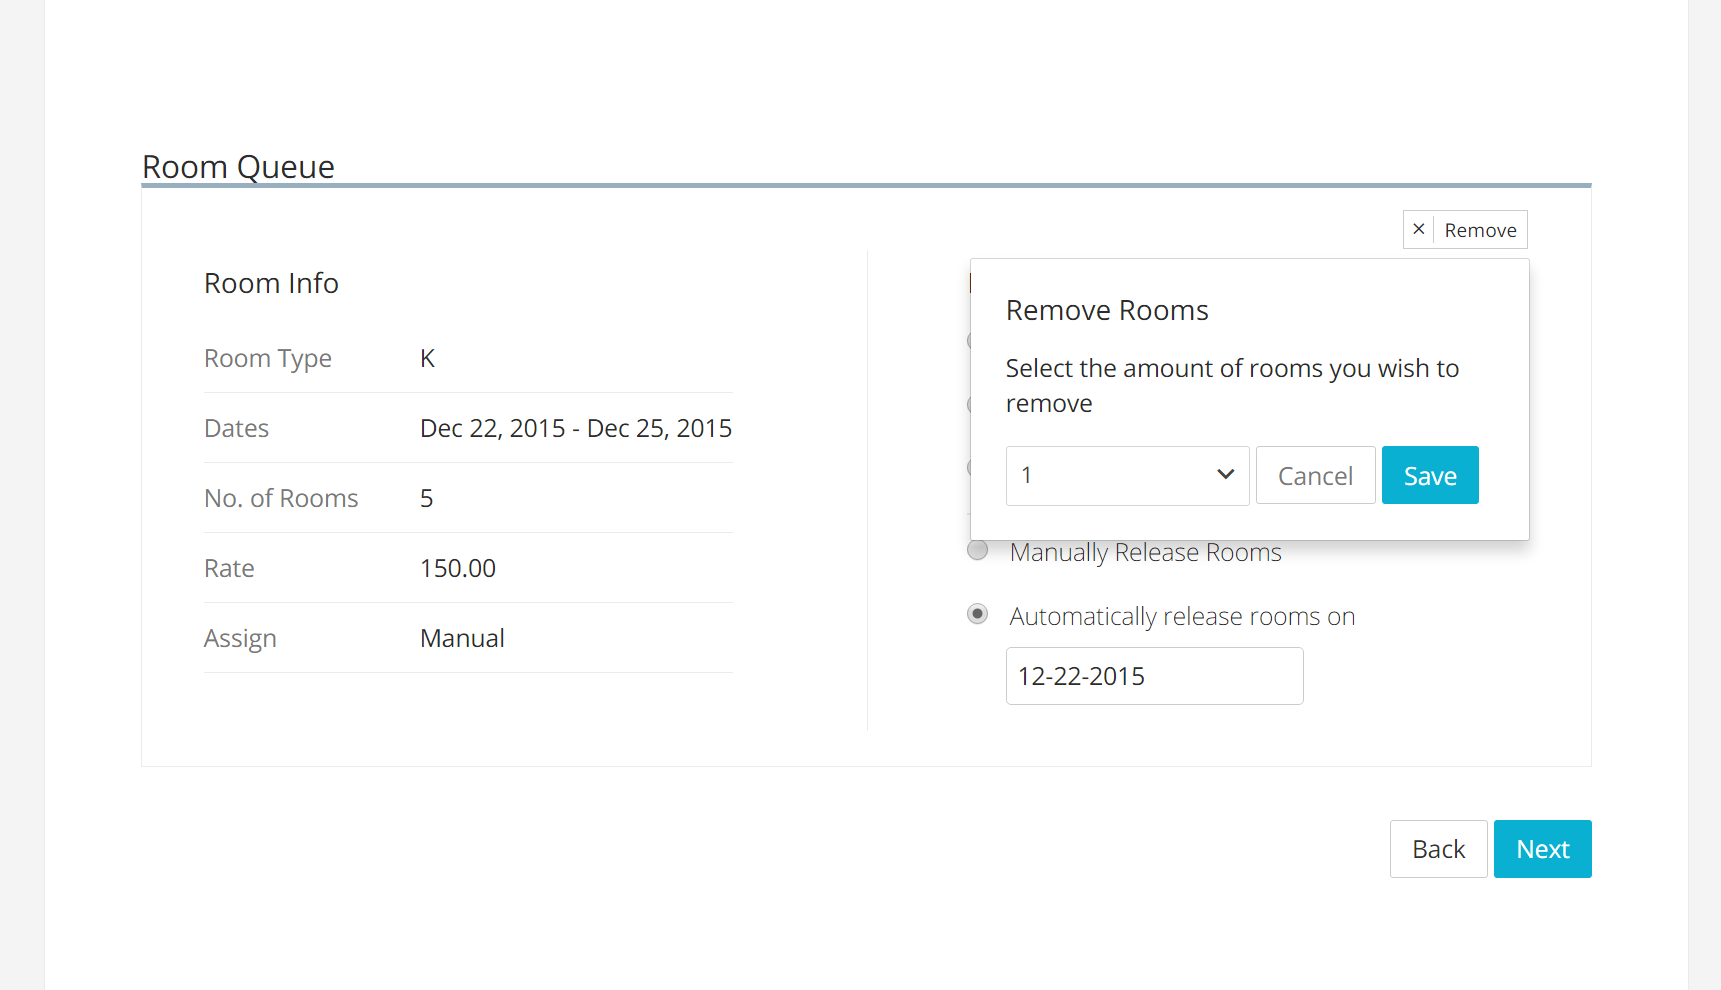 Room Queue
× Remove
Room Info
Room Type K
Dates Dec 22, 2015 - Dec 25, 2015
No. of Rooms 5
Rate 150.00
Assign Manual
Remove Rooms
Select the amount of rooms you wish to
remove
1 Cancel Save
Manually Release Rooms
Automatically release rooms on
12-22-2015
Back Next